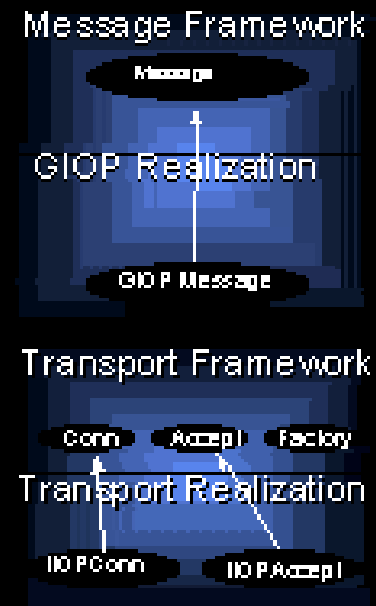 Message Framework
Message
GIOP Realization
GIOP Message
Transport Framework
Conn Accept Factory
Transport Realization
IIOPConn IIOPAccept